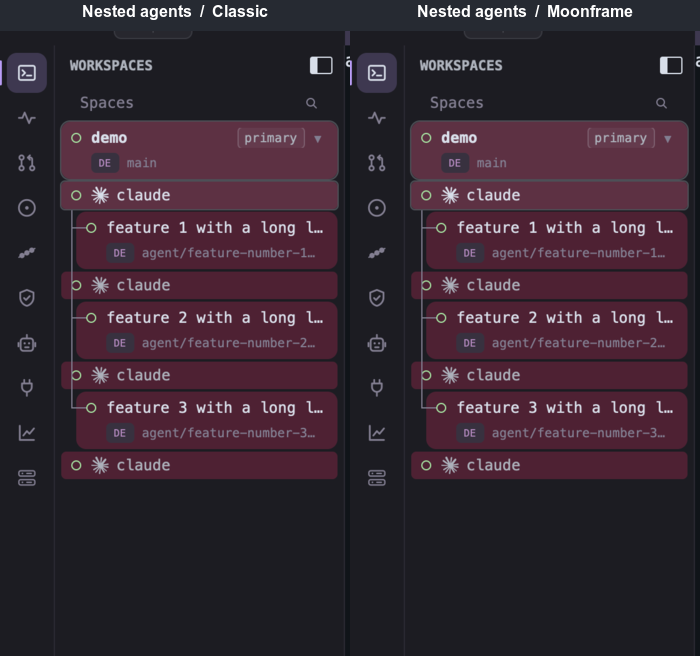 Nested agents / Classic
WORKSPACES
Spaces
demo primary
DE main
claude
feature 1 with a long l…
DE agent/feature-number-1…
claude
feature 2 with a long l…
DE agent/feature-number-2…
claude
feature 3 with a long l…
DE agent/feature-number-3…
claude
Nested agents / Moonframe
WORKSPACES
Spaces
demo primary
DE main
claude
feature 1 with a long l…
DE agent/feature-number-1…
claude
feature 2 with a long l…
DE agent/feature-number-2…
claude
feature 3 with a long l…
DE agent/feature-number-3…
claude